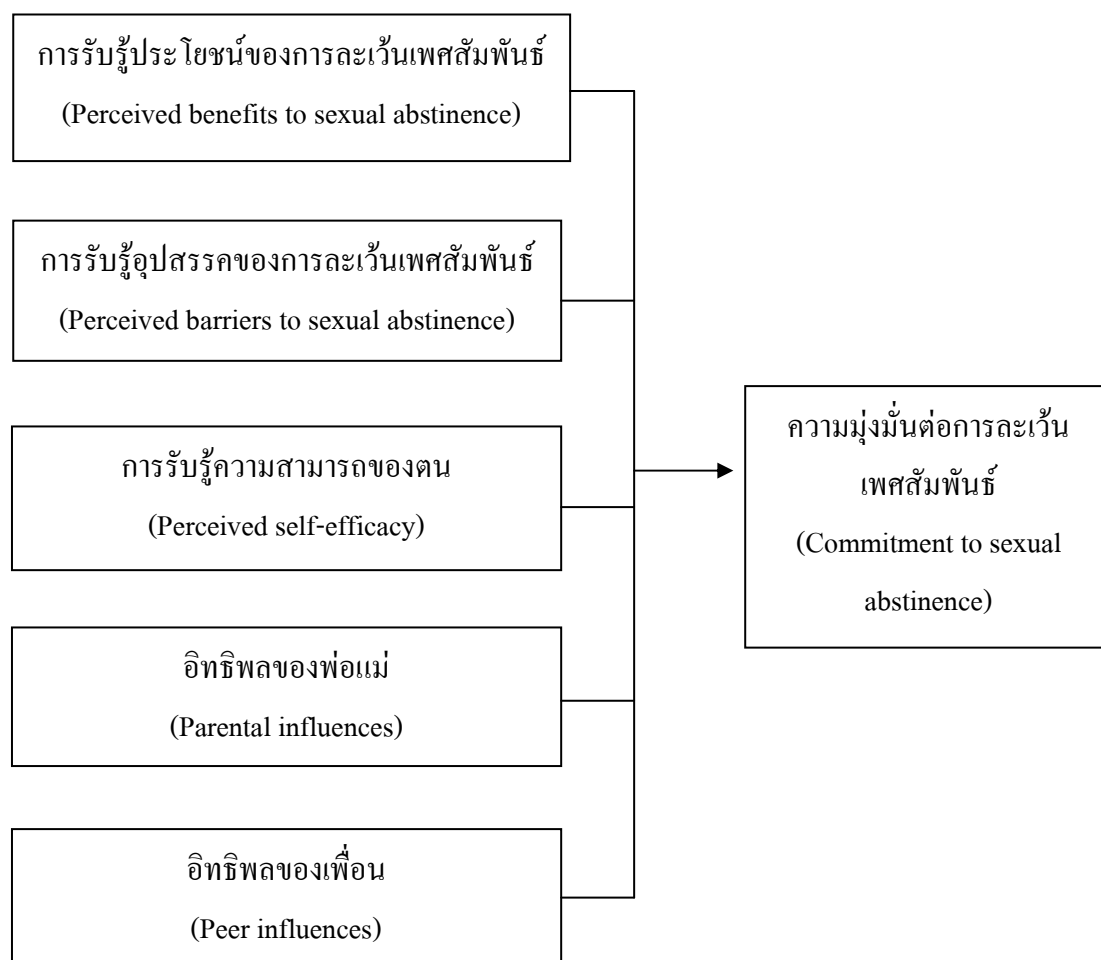 การรับรู้ประโยชน์ของการละเว้นเพศสัมพันธ์
(Perceived benefits to sexual abstinence)
การรับรู้อุปสรรคของการละเว้นเพศสัมพันธ์
(Perceived barriers to sexual abstinence)
การรับรู้ความสามารถของตน
(Perceived self-efficacy)
อิทธิพลของพ่อแม่
(Parental influences)
อิทธิพลของเพื่อน
(Peer influences)
ความมุ่งมั่นต่อการละเว้น
เพศสัมพันธ์
(Commitment to sexual
abstinence)